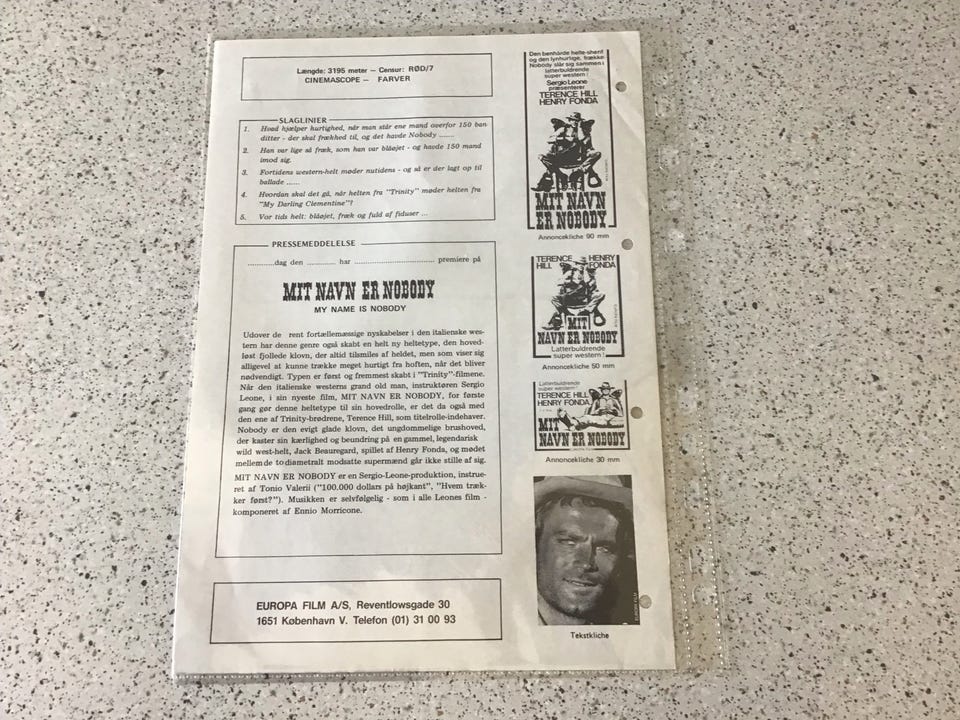 Længde: 3195 meter — Censur: RØD/7
CINEMASCOPE — FARVER
SLAGLINIER
1. Hvad hjælper hurtighed, når man står ene mand overfor 150 ban
ditter - der skal frækhed til, og det havde Nobody ........
2. Han var lige så fræk, som han var blåøjet - og havde 150 mand
imod sig.
3. Fortidens western-helt møder nutidens - og så er der lagt op til
ballade ......
4. Hvordan skal det gå, når helten fra "Trinity" møder helten fra
"My Darling Clementine"?
5. Vor tids helt: blåøjet, fræk og fuld af fiduser ...
PRESSEMEDDELELSE
............dag den ............ har .................................. premiere på
MIT NAVN ER NOBODY
MY NAME IS NOBODY
Udover de rent fortællemæssige nyskabelser i den italienske wes-
tern har denne genre også skabt en helt ny heltetype, den hoved-
løst fjollede klovn, der altid tilsmiles af heldet, men som viser sig
alligevel at kunne trække meget hurtigt fra hoften, når det bliver
nødvendigt. Typen er først og fremmest skabt i "Trinity"-filmene.
Når den italienske westerns grand old man, instruktøren Sergio
Leone, i sin nyeste film, MIT NAVN ER NOBODY, for første
gang gør denne heltetype til sin hovedrolle, er det da også med
den ene af Trinity-brødrene, Terence Hill, som titelrolle-indehaver.
Nobody er den evigt glade klovn, det ungdommelige brushoved,
der kaster sin kærlighed og beundring på en gammel, legendarisk
wild west-helt, Jack Beauregard, spillet af Henry Fonda, og mødet
mellem de to diametralt modsatte supermænd går ikke stille af sig.
MIT NAVN ER NOBODY er en Sergio-Leone-produktion, instrue-
ret af Tonio Valerii ("100.000 dollars på højkant", "Hvem træk-
ker først?"). Musikken er selvfølgelig - som i alle Leones film -
komponeret af Ennio Morricone.
EUROPA FILM A/S, Reventlowsgade 30
1651 København V. Telefon (01) 31 00 93
Den benhårde helte-shent
og den lynhurtige, frække
Nobody slår sig sammen i
latterbuldrende
super western!
Sergio Leone
præsenterer
TERENCE HILL
HENRY FONDA
MIT NAVN
ER NOBODY
Annoncekliche 90 mm
TERENCE HILL HENRY FONDA
MIT
NAVN ER NOBODY
Latterbuldrende
super western!
Annoncekliche 50 mm
Latterbuldrende
super western!
TERENCE HILL
HENRY FONDA
MIT
NAVN ER NOBODY
Annoncekliche 30 mm
Tekstkliche